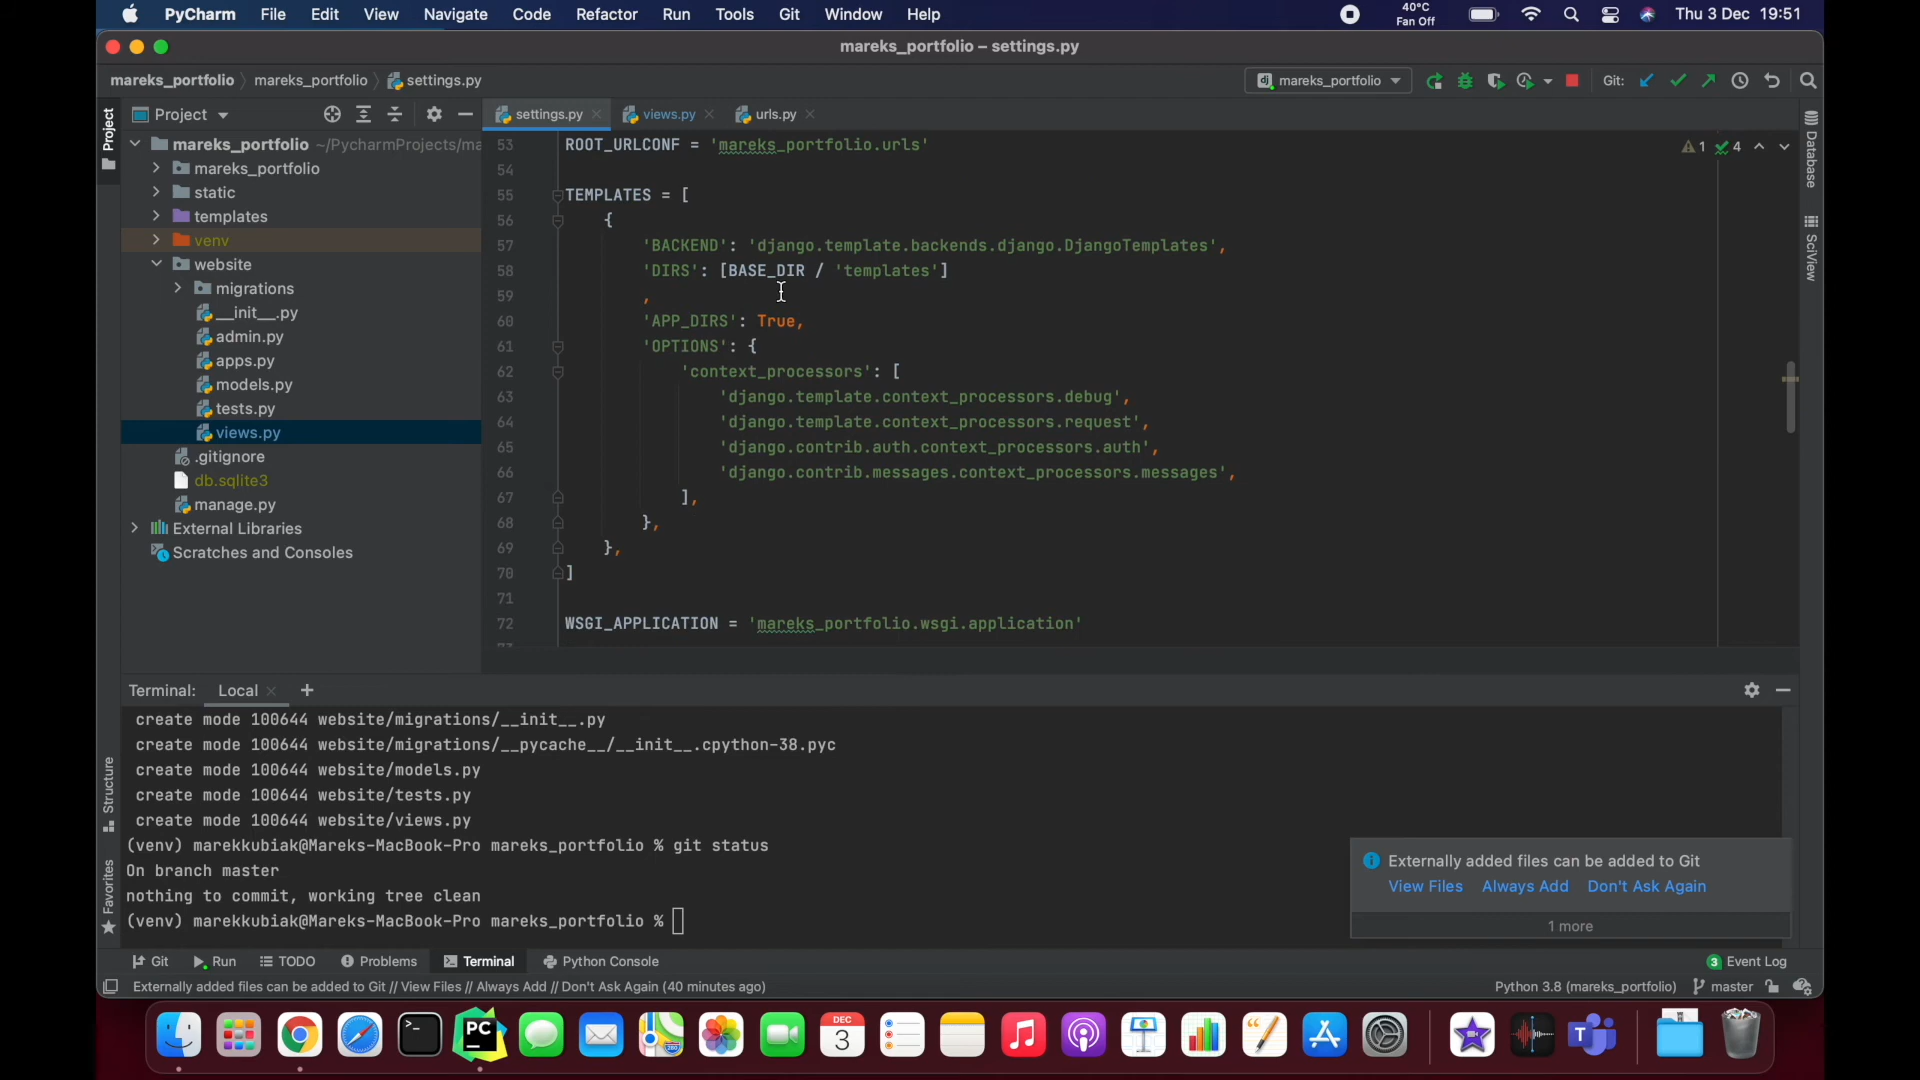 PyCharm File Edit View Navigate Code Refactor Run Tools Git Window Help 40°C Fan Off Thu 3 Dec 19:51
mareks_portfolio – settings.py
mareks_portfolio mareks_portfolio settings.py mareks_portfolio Git:
Project
settings.py views.py urls.py
mareks_portfolio ~/PycharmProjects/ma
mareks_portfolio
static
templates
venv
website
migrations
__init__.py
admin.py
apps.py
models.py
tests.py
views.py
.gitignore
db.sqlite3
manage.py
External Libraries
Scratches and Consoles
Project
Structure
Favorites
Database
SciView
1 4
53 ROOT_URLCONF = 'mareks_portfolio.urls'
54
55 TEMPLATES = [
56 {
57 'BACKEND': 'django.template.backends.django.DjangoTemplates',
58 'DIRS': [BASE_DIR / 'templates']
59 ,
60 'APP_DIRS': True,
61 'OPTIONS': {
62 'context_processors': [
63 'django.template.context_processors.debug',
64 'django.template.context_processors.request',
65 'django.contrib.auth.context_processors.auth',
66 'django.contrib.messages.context_processors.messages',
67 ],
68 },
69 },
70 ]
71
72 WSGI_APPLICATION = 'mareks_portfolio.wsgi.application'
Terminal: Local
create mode 100644 website/migrations/__init__.py
create mode 100644 website/migrations/__pycache__/__init__.cpython-38.pyc
create mode 100644 website/models.py
create mode 100644 website/tests.py
create mode 100644 website/views.py
(venv) marekkubiak@Mareks-MacBook-Pro mareks_portfolio % git status
On branch master
nothing to commit, working tree clean
(venv) marekkubiak@Mareks-MacBook-Pro mareks_portfolio %
Externally added files can be added to Git
View Files Always Add Don't Ask Again
1 more
Git Run TODO Problems Terminal Python Console 3 Event Log
Externally added files can be added to Git // View Files // Always Add // Don't Ask Again (40 minutes ago) Python 3.8 (mareks_portfolio) master
PC
DEC
3